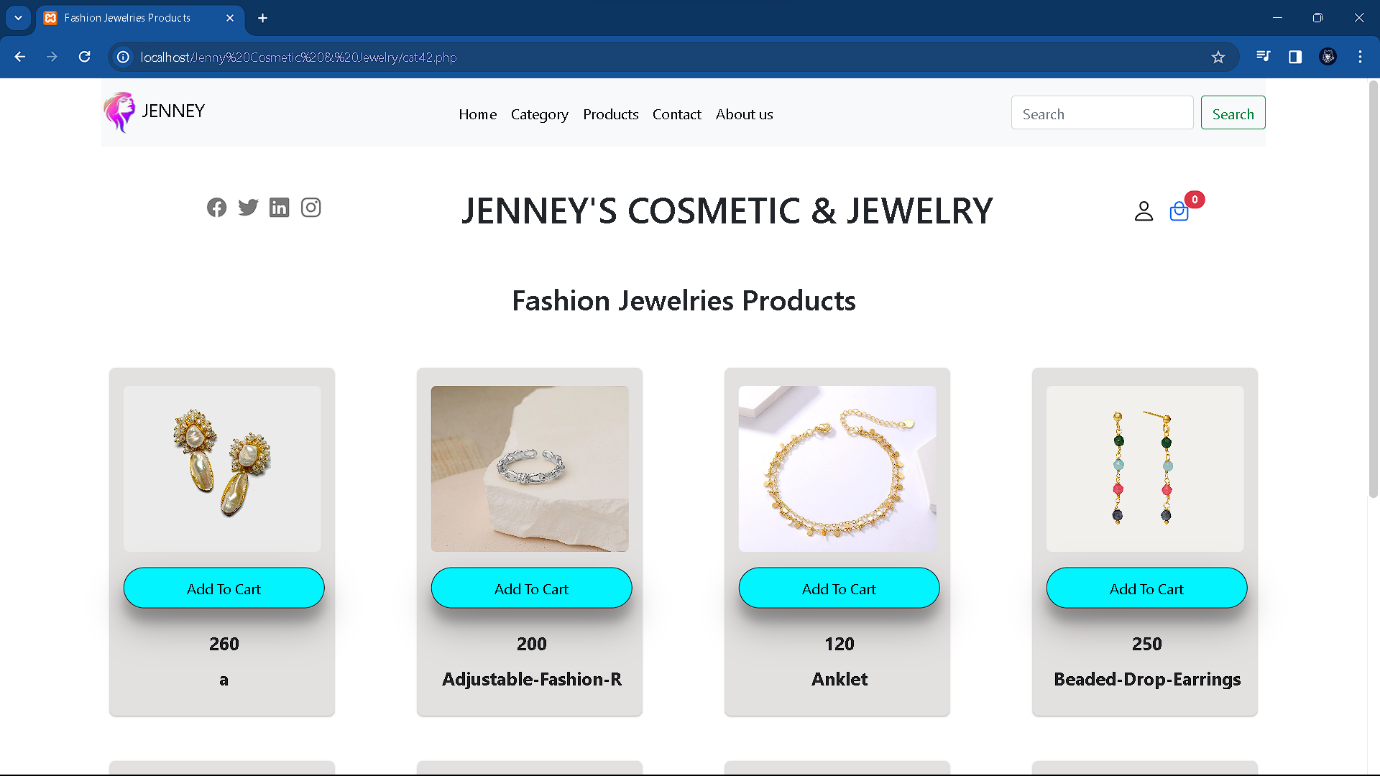 Fashion Jewelries Products
localhost/Jenny%20Cosmetic%20&%20Jewelry/cat42.php
JENNEY
Home Category Products Contact About us
Search Search
JENNEY'S COSMETIC & JEWELRY
0
Fashion Jewelries Products
Add To Cart Add To Cart Add To Cart Add To Cart
260 200 120 250
a Adjustable-Fashion-R Anklet Beaded-Drop-Earrings